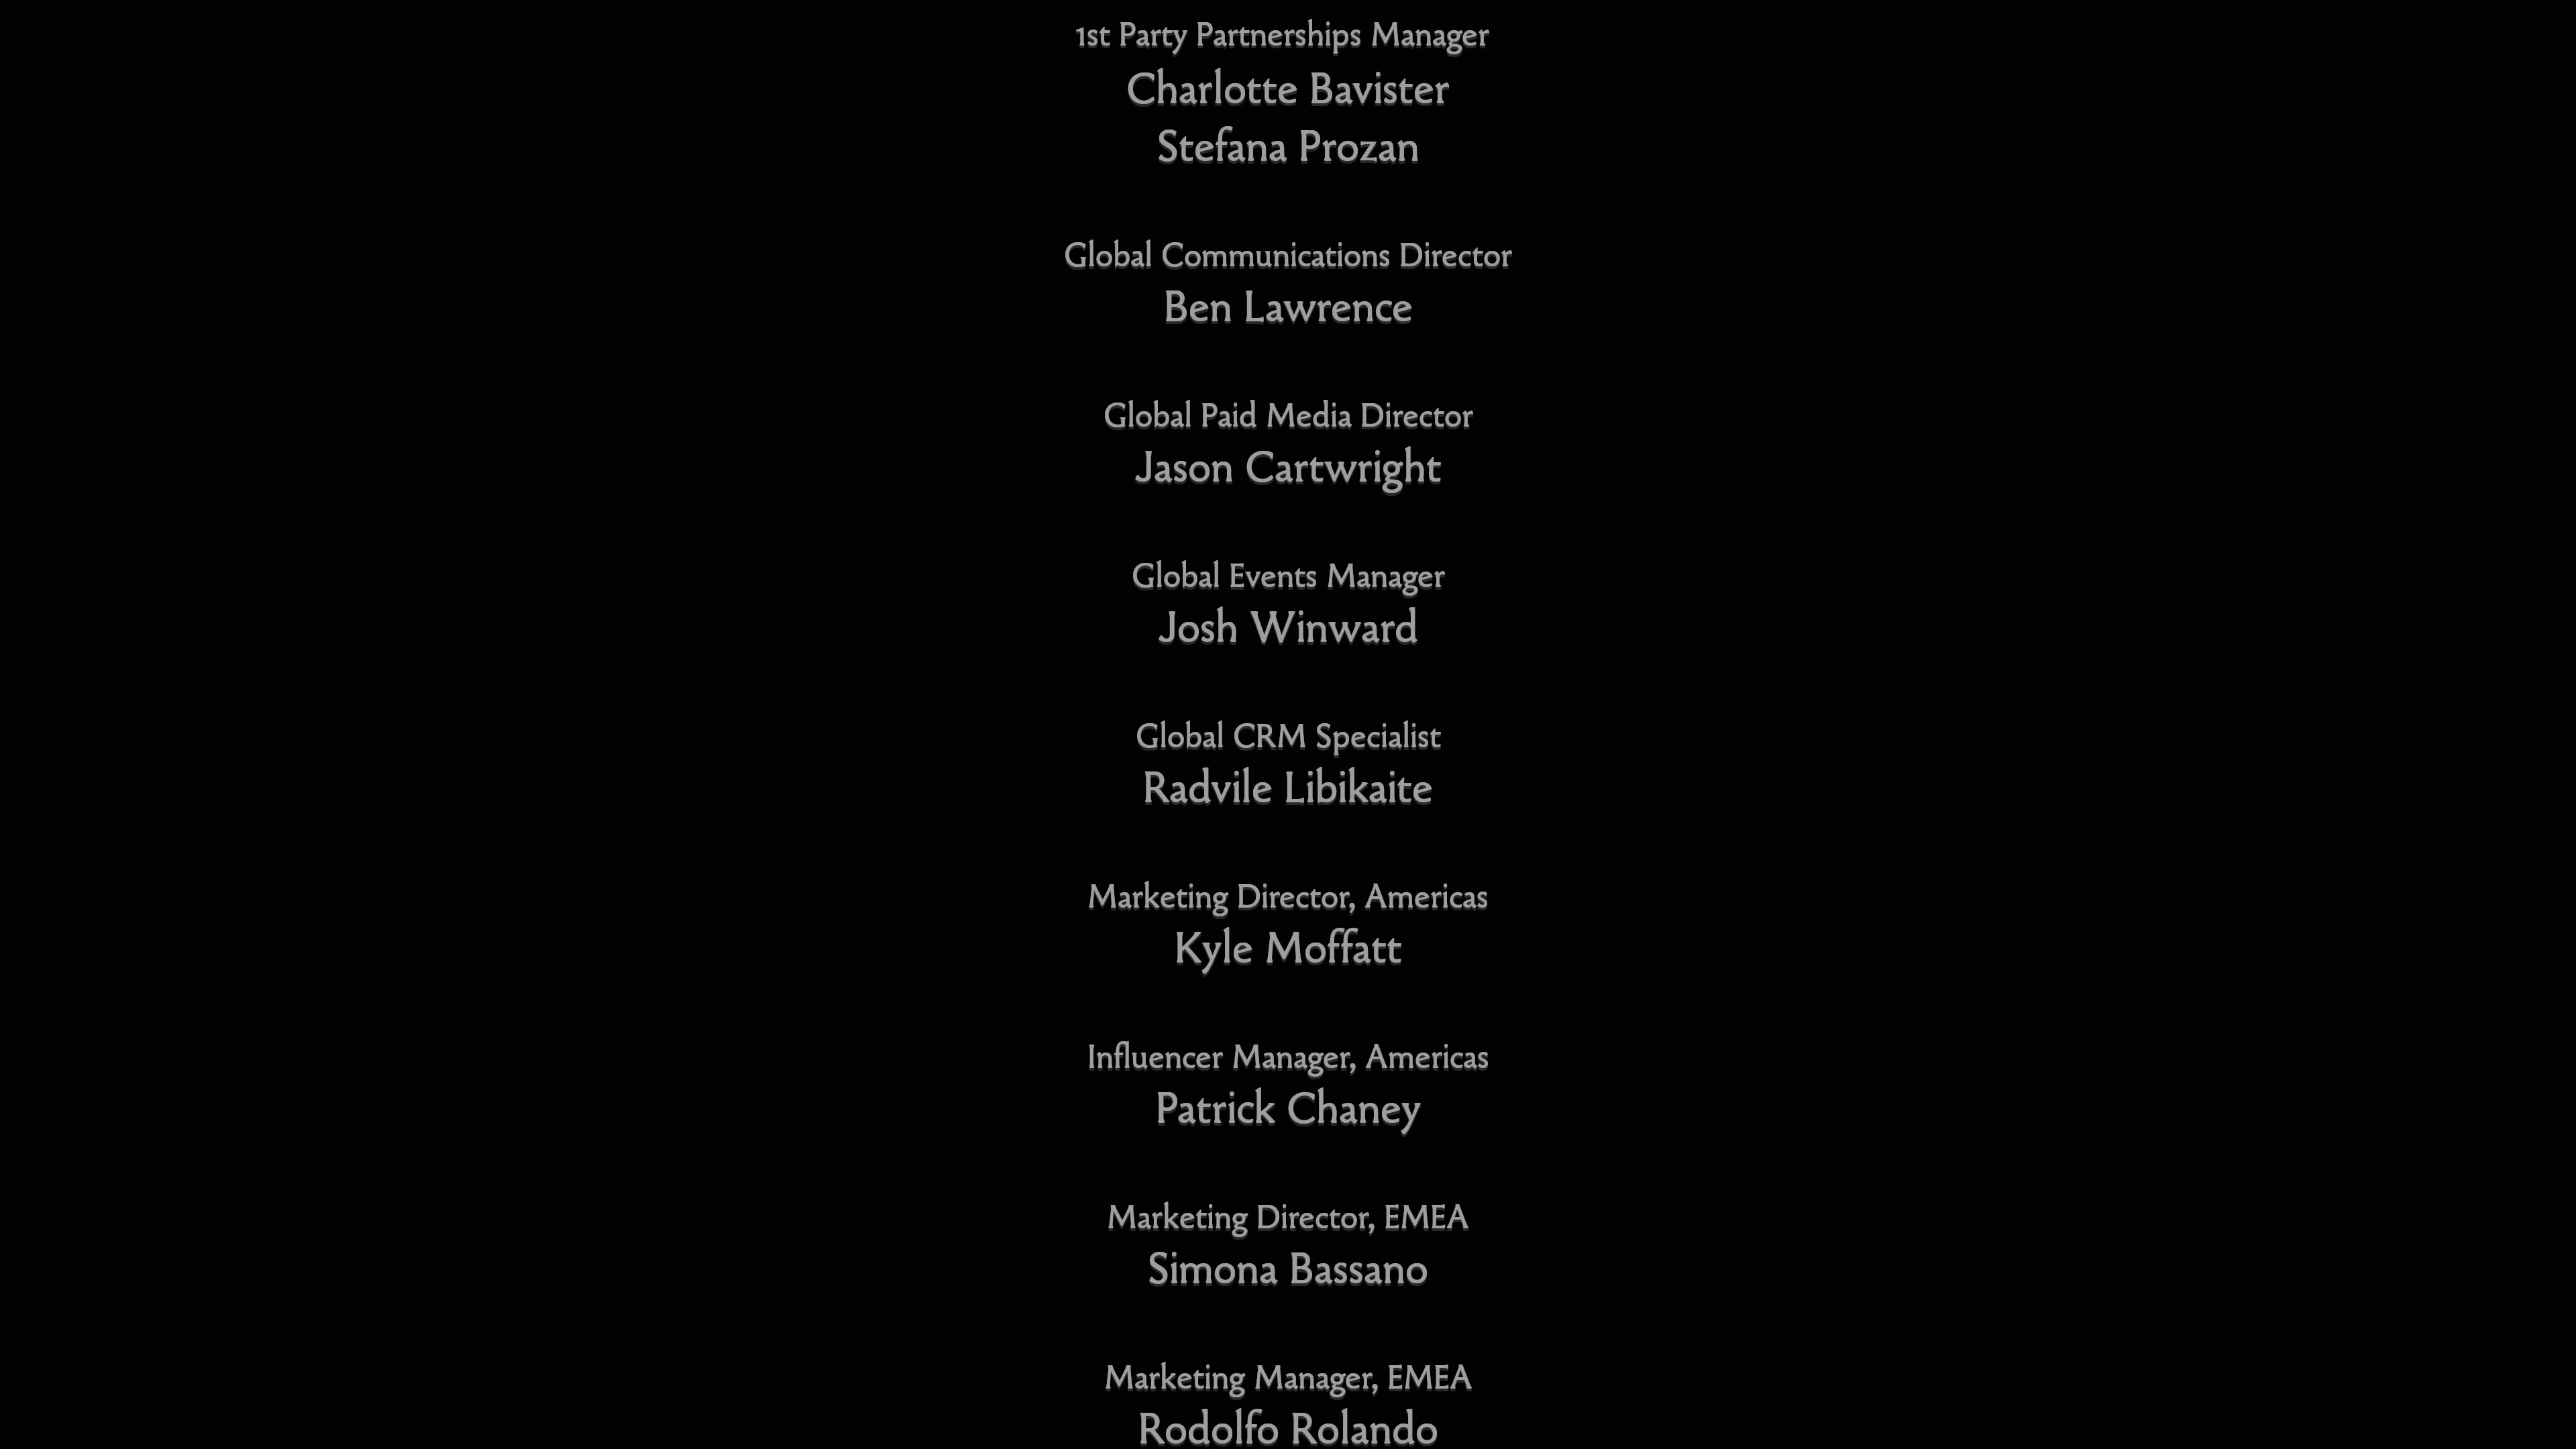 1st Party Partnerships Manager
Charlotte Bavister
Stefana Prozan
Global Communications Director
Ben Lawrence
Global Paid Media Director
Jason Cartwright
Global Events Manager
Josh Winward
Global CRM Specialist
Radvile Libikaite
Marketing Director, Americas
Kyle Moffatt
Influencer Manager, Americas
Patrick Chaney
Marketing Director, EMEA
Simona Bassano
Marketing Manager, EMEA
Rodolfo Rolando